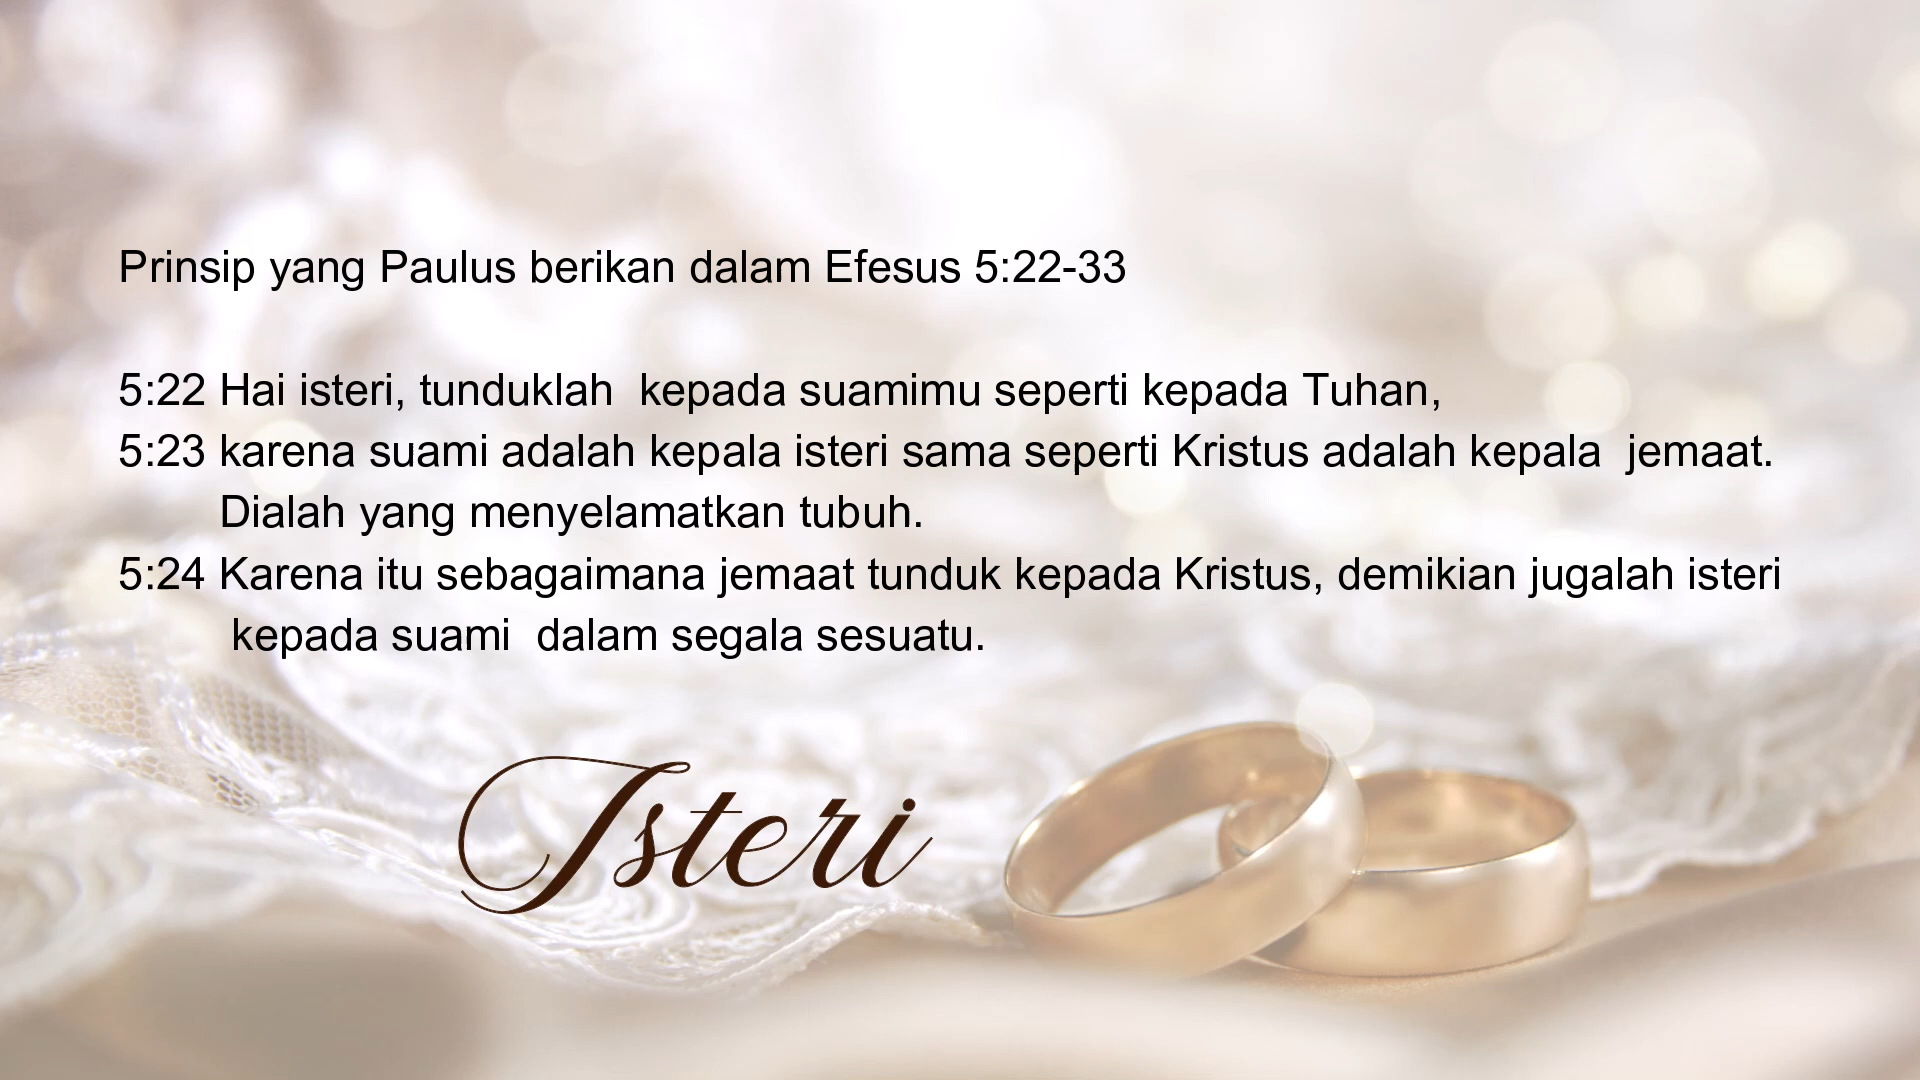 Prinsip yang Paulus berikan dalam Efesus 5:22-33
5:22 Hai isteri, tunduklah  kepada suamimu seperti kepada Tuhan,
5:23 karena suami adalah kepala isteri sama seperti Kristus adalah kepala  jemaat.
Dialah yang menyelamatkan tubuh.
5:24 Karena itu sebagaimana jemaat tunduk kepada Kristus, demikian jugalah isteri
kepada suami  dalam segala sesuatu.
Isteri